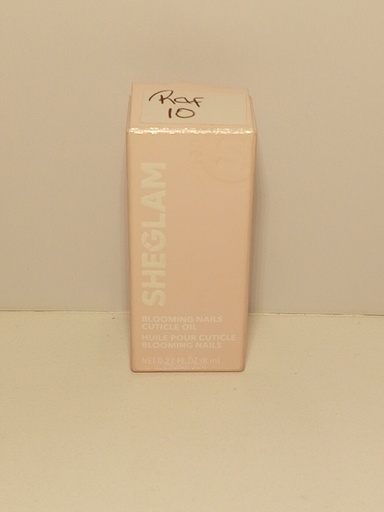 Raf
10
SHEGLAM
BLOOMING NAILS
CUTICLE OIL
HUILE POUR CUTICLE
BLOOMING NAILS